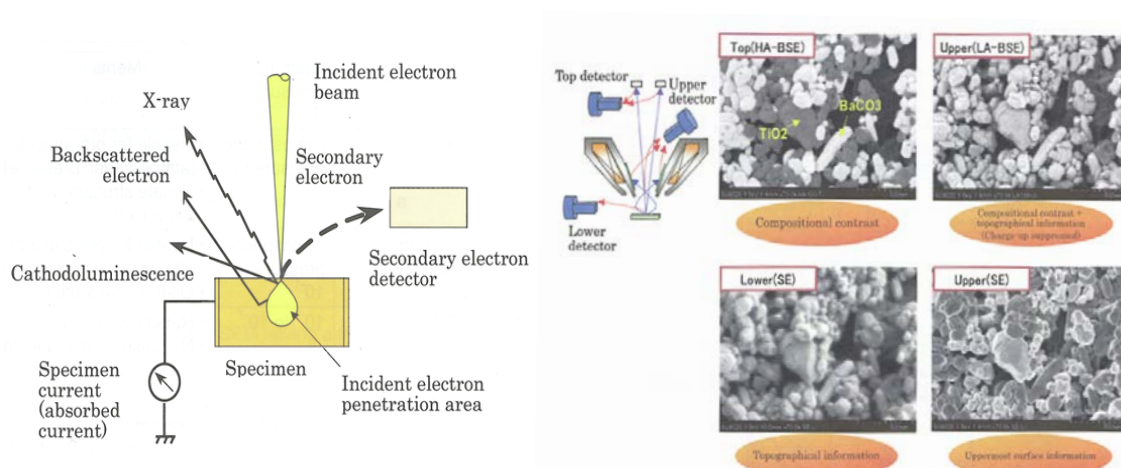 Incident electron
beam
X-ray
Backscattered
electron
Secondary
electron
Cathodoluminescence
Secondary electron
detector
Specimen
Specimen
current
(absorbed
current)
Incident electron
penetration area
Top detector
Upper
detector
Lower
detector
Top(HA-BSE)
BaCO3
TiO2
Compositional contrast
Upper(LA-BSE)
Compositional contrast +
topographical information
(Charge-up suppressed)
Lower(SE)
Topographical information
Upper(SE)
Uppermost surface information